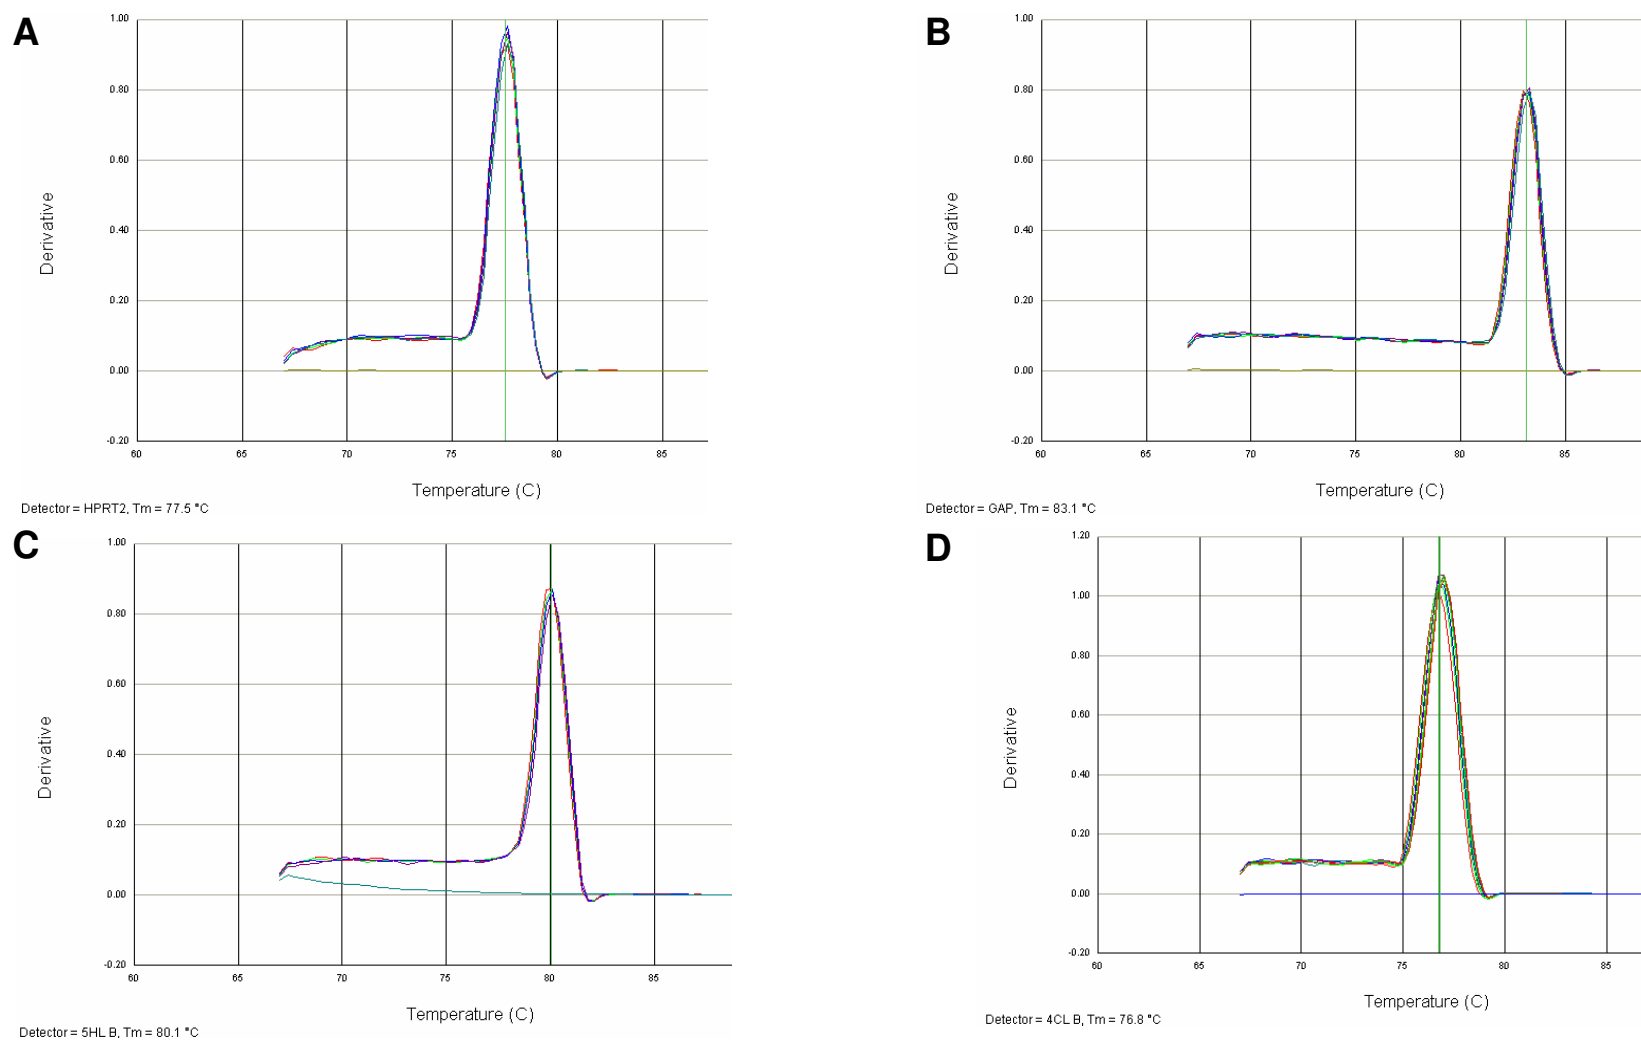 A
1.00
0.80
0.60
0.40
0.20
0.00
-0.20
Derivative
60 65 70 75 80 85
Temperature (C)
Detector = HPRT2, Tm = 77.5 °C
B
1.00
0.80
0.60
0.40
0.20
0.00
-0.20
Derivative
60 65 70 75 80 85
Temperature (C)
Detector = GAP, Tm = 83.1 °C
C
1.00
0.80
0.60
0.40
0.20
0.00
-0.20
Derivative
60 65 70 75 80 85
Temperature (C)
Detector = 5HL B, Tm = 80.1 °C
D
1.20
1.00
0.80
0.60
0.40
0.20
0.00
-0.20
Derivative
60 65 70 75 80 85
Temperature (C)
Detector = 4CL B, Tm = 76.8 °C